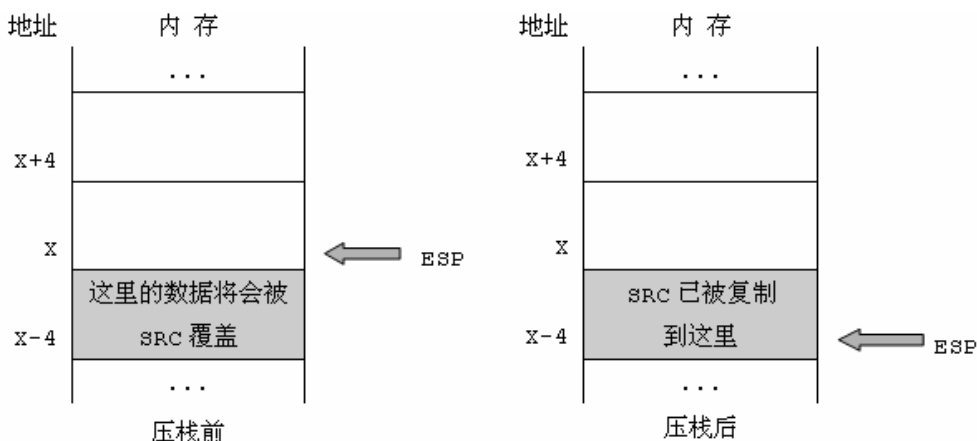 地址 内 存
...
X+4
X
ESP
这里的数据将会被
X-4
SRC 覆盖
...
压栈前
地址 内 存
...
X+4
X
SRC 已被复制
X-4
到这里
ESP
...
压栈后